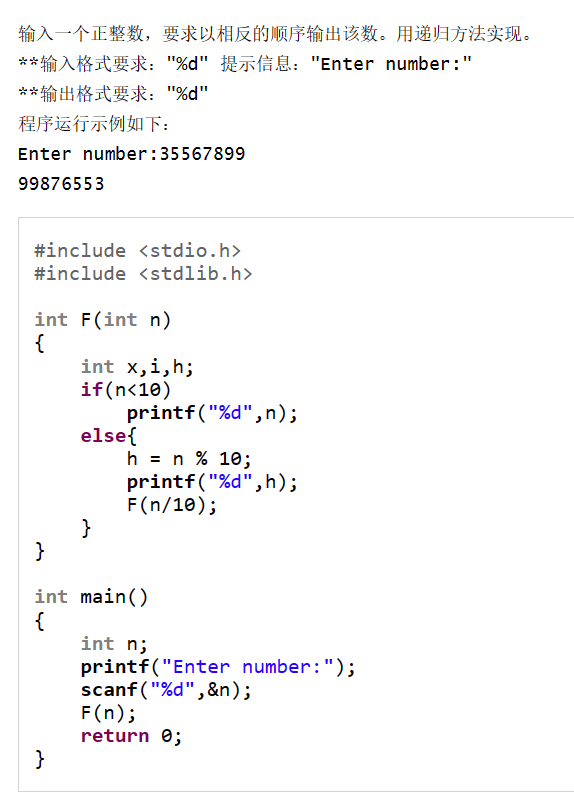 输入一个正整数，要求以相反的顺序输出该数。用递归方法实现。
**输入格式要求："%d" 提示信息："Enter number:"
**输出格式要求："%d"
程序运行示例如下：
Enter number:35567899
99876553
#include <stdio.h>
#include <stdlib.h>
int F(int n)
{
    int x,i,h;
    if(n<10)
        printf("%d",n);
    else{
        h = n % 10;
        printf("%d",h);
        F(n/10);
    }
}
int main()
{
    int n;
    printf("Enter number:");
    scanf("%d",&n);
    F(n);
    return 0;
}